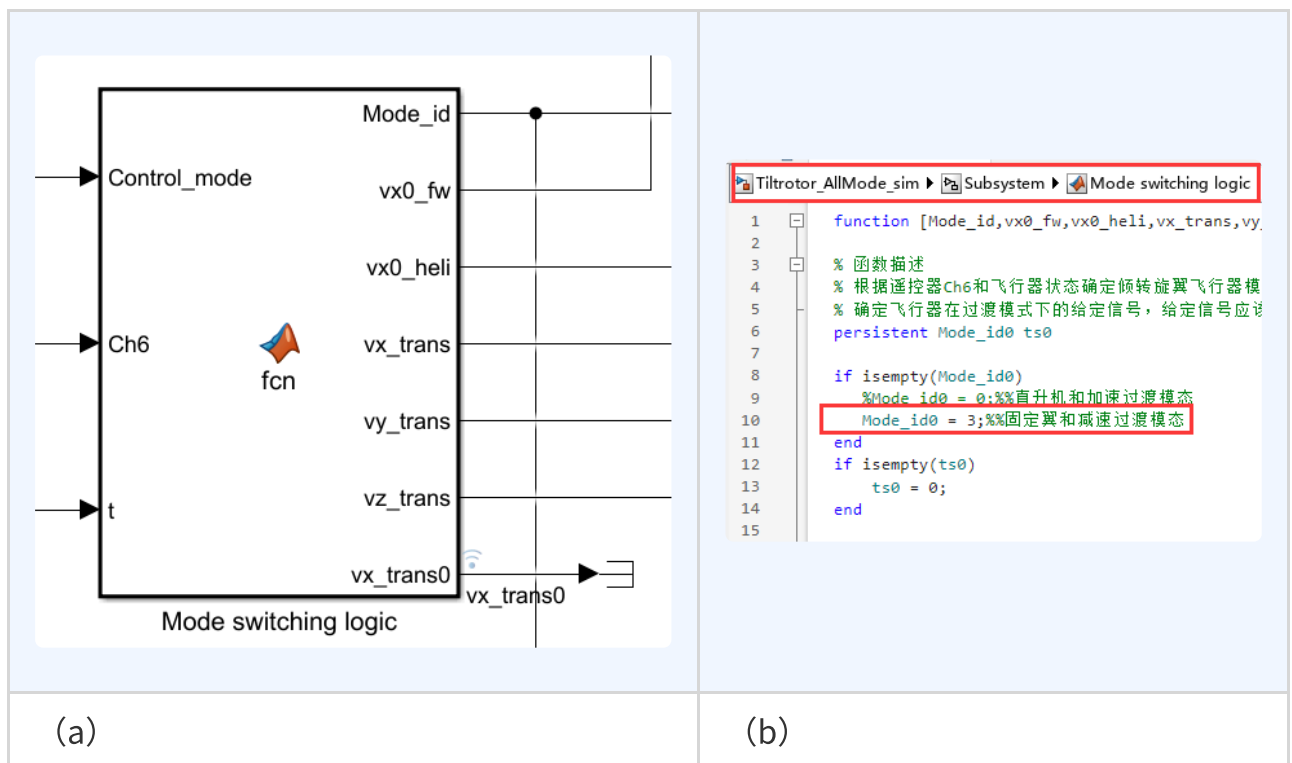 Mode_id
Control_mode
vx0_fw
vx0_heli
Ch6
fcn
vx_trans
vy_trans
vz_trans
t
vx_trans0
vx_trans0
Mode switching logic
(a)
Tiltrotor_AllMode_sim Subsystem Mode switching logic
1 function [Mode_id,vx0_fw,vx0_heli,vx_trans,vy_
2
3 % 函数描述
4 % 根据遥控器Ch6和飞行器状态确定倾转旋翼飞行器模
5 % 确定飞行器在过渡模式下的给定信号，给定信号应该
6 persistent Mode_id0 ts0
7
8 if isempty(Mode_id0)
9 %Mode_id0 = 0;%%直升机和加速过渡模态
10 Mode_id0 = 3;%%固定翼和减速过渡模态
11 end
12 if isempty(ts0)
13 ts0 = 0;
14 end
15
(b)